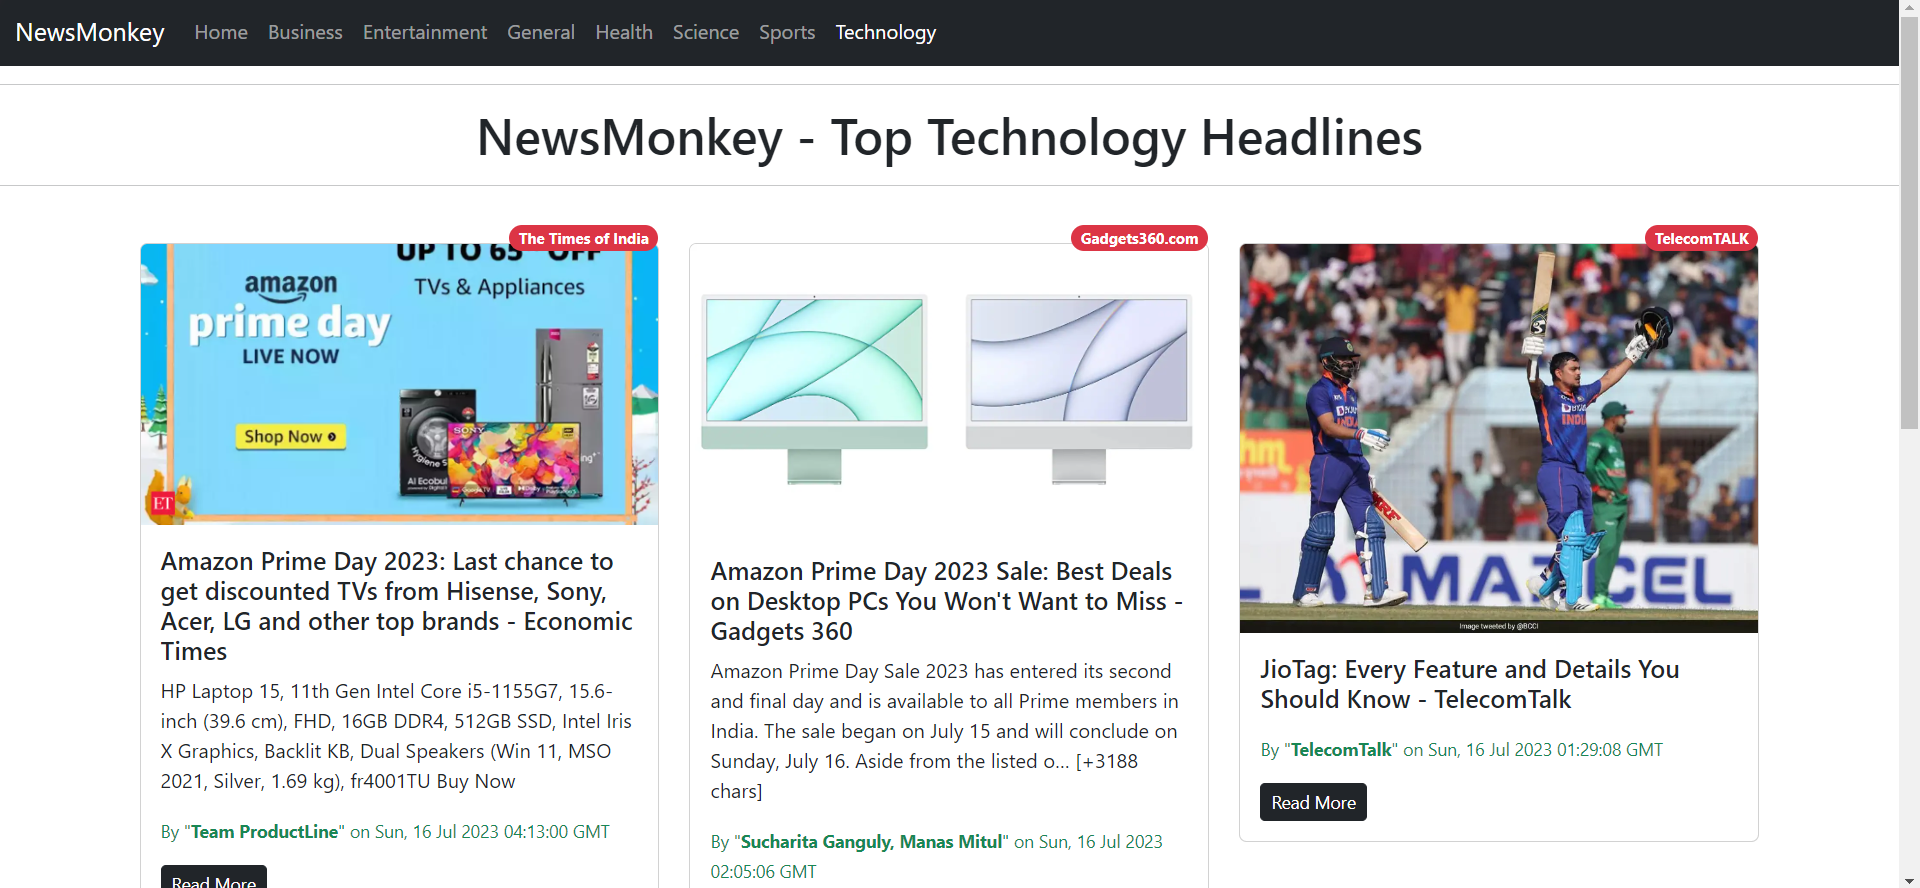 NewsMonkey Home Business Entertainment General Health Science Sports Technology
NewsMonkey - Top Technology Headlines
The Times of India
UP TO 65 OFF
TVs & Appliances
amazon
prime day
LIVE NOW
Shop Now
SONY
ET
Amazon Prime Day 2023: Last chance to
get discounted TVs from Hisense, Sony,
Acer, LG and other top brands - Economic
Times
HP Laptop 15, 11th Gen Intel Core i5-1155G7, 15.6-
inch (39.6 cm), FHD, 16GB DDR4, 512GB SSD, Intel Iris
X Graphics, Backlit KB, Dual Speakers (Win 11, MSO
2021, Silver, 1.69 kg), fr4001TU Buy Now
By "Team ProductLine" on Sun, 16 Jul 2023 04:13:00 GMT
Read More
Gadgets360.com
Amazon Prime Day 2023 Sale: Best Deals
on Desktop PCs You Won't Want to Miss -
Gadgets 360
Amazon Prime Day Sale 2023 has entered its second
and final day and is available to all Prime members in
India. The sale began on July 15 and will conclude on
Sunday, July 16. Aside from the listed o… [+3188
chars]
By "Sucharita Ganguly, Manas Mitul" on Sun, 16 Jul 2023
02:05:06 GMT
TelecomTALK
INDIA
Image tweeted by @BCCI
JioTag: Every Feature and Details You
Should Know - TelecomTalk
By "TelecomTalk" on Sun, 16 Jul 2023 01:29:08 GMT
Read More